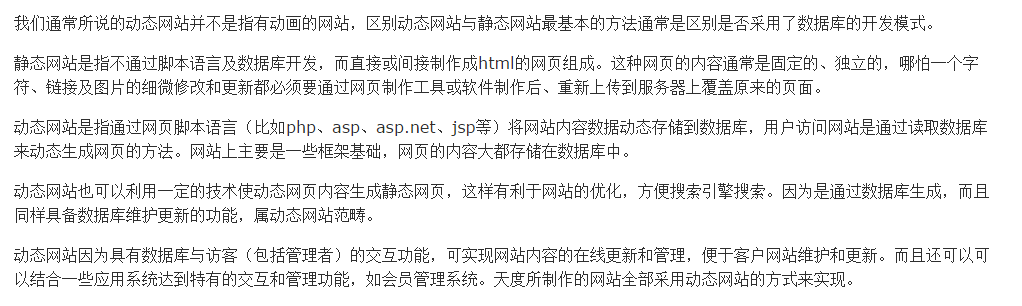 我们通常所说的动态网站并不是指有动画的网站，区别动态网站与静态网站最基本的方法通常是区别是否采用了数据库的开发模式。
静态网站是指不通过脚本语言及数据库开发，而直接或间接制作成html的网页组成。这种网页的内容通常是固定的、独立的，哪怕一个字
符、链接及图片的细微修改和更新都必须要通过网页制作工具或软件制作后、重新上传到服务器上覆盖原来的页面。
动态网站是指通过网页脚本语言（比如php、asp、asp.net、jsp等）将网站内容数据动态存储到数据库，用户访问网站是通过读取数据库
来动态生成网页的方法。网站上主要是一些框架基础，网页的内容大都存储在数据库中。
动态网站也可以利用一定的技术使动态网页内容生成静态网页，这样有利于网站的优化，方便搜索引擎搜索。因为是通过数据库生成，而且
同样具备数据库维护更新的功能，属动态网站范畴。
动态网站因为具有数据库与访客（包括管理者）的交互功能，可实现网站内容的在线更新和管理，便于客户网站维护和更新。而且还可以可
以结合一些应用系统达到特有的交互和管理功能，如会员管理系统。天度所制作的网站全部采用动态网站的方式来实现。